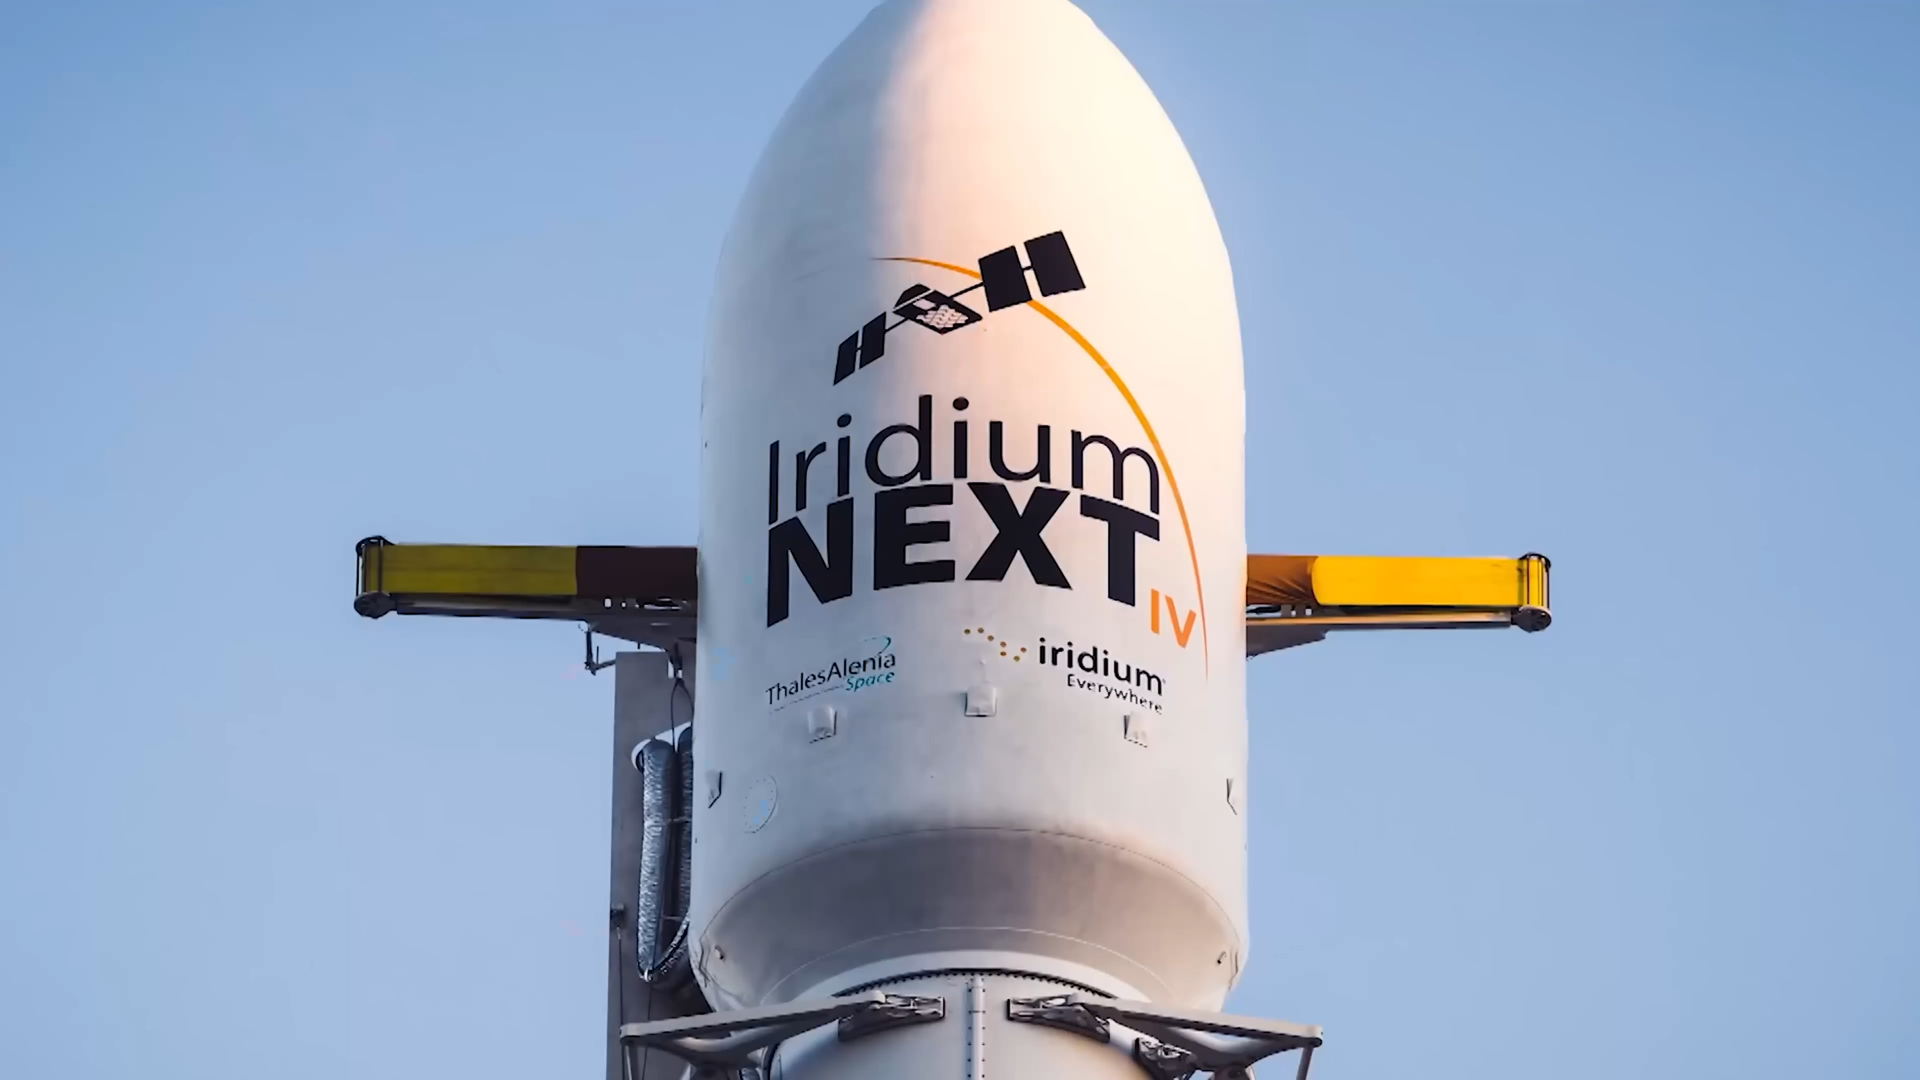 Iridium
NEXT
IV
ThalesAlenia
Space
iridium
Everywhere